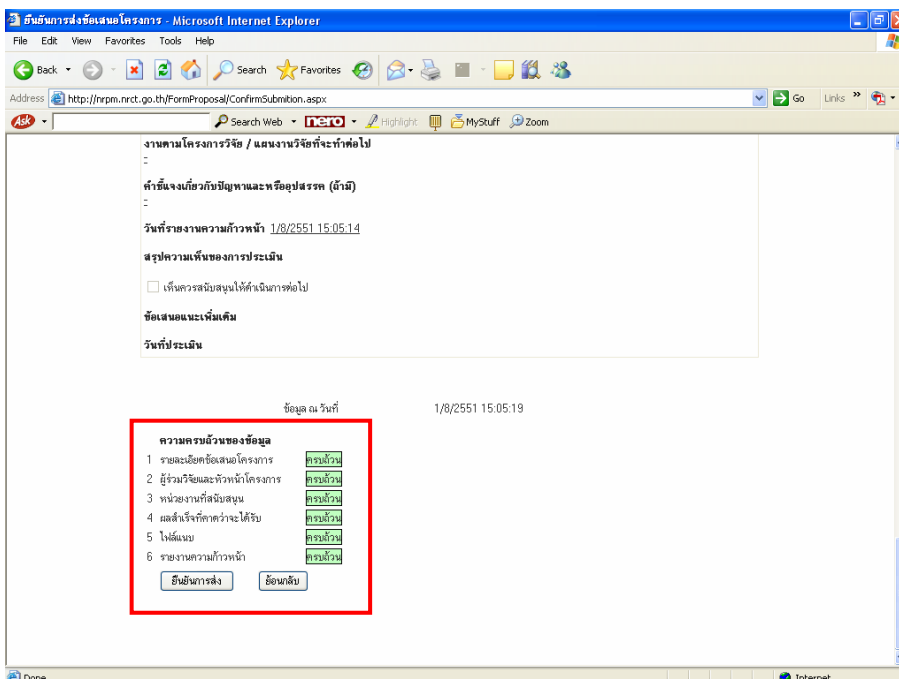 ยืนยันการส่งข้อเสนอโครงการ - Microsoft Internet Explorer
File Edit View Favorites Tools Help
Back Search Favorites
Address http://nrpm.nrct.go.th/FormProposal/ConfirmSubmition.aspx Go Links »
Ask Search Web nero Highlight MyStuff Zoom
งานตามโครงการวิจัย / แผนงานวิจัยที่จะทำต่อไป
-
คำชี้แจงเกี่ยวกับปัญหาและหรืออุปสรรค (ถ้ามี)
-
วันที่รายงานความก้าวหน้า 1/8/2551 15:05:14
สรุปความเห็นของการประเมิน
เห็นควรสนับสนุนให้ดำเนินการต่อไป
ข้อเสนอแนะเพิ่มเติม
วันที่ประเมิน
ข้อมูล ณ วันที่ 1/8/2551 15:05:19
ความครบถ้วนของข้อมูล
1 รายละเอียดข้อเสนอโครงการ ครบถ้วน
2 ผู้ร่วมวิจัยและหัวหน้าโครงการ ครบถ้วน
3 หน่วยงานที่สนับสนุน ครบถ้วน
4 ผลสำเร็จที่คาดว่าจะได้รับ ครบถ้วน
5 ไฟล์แนบ ครบถ้วน
6 รายงานความก้าวหน้า ครบถ้วน
ยืนยันการส่ง ย้อนกลับ
Done Internet